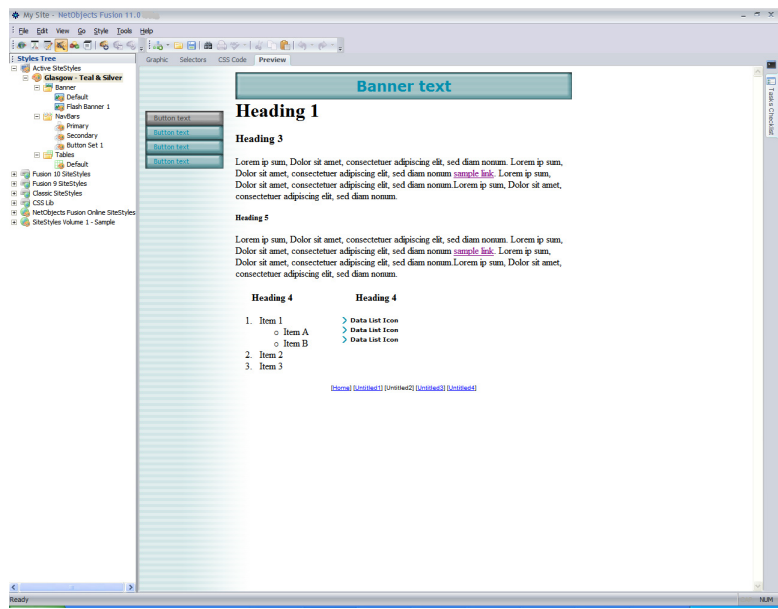 My Site - NetObjects Fusion 11.0
File Edit View Go Style Tools Help
Styles Tree
Active SiteStyles
Glasgow - Teal & Silver
Banner
Default
Flash Banner 1
NavBars
Primary
Secondary
Button Set 1
Tables
Default
Fusion 10 SiteStyles
Fusion 9 SiteStyles
Classic SiteStyles
CSS Lib
NetObjects Fusion Online SiteStyles
SiteStyles Volume 1 - Sample
Graphic Selectors CSS Code Preview
Banner text
Button text
Button text
Button text
Button text
Heading 1
Heading 3
Lorem ip sum, Dolor sit amet, consectetuer adipiscing elit, sed diam nonum. Lorem ip sum,
Dolor sit amet, consectetuer adipiscing elit, sed diam nonum sample link. Lorem ip sum,
Dolor sit amet, consectetuer adipiscing elit, sed diam nonum.Lorem ip sum, Dolor sit amet,
consectetuer adipiscing elit, sed diam nonum.
Heading 5
Lorem ip sum, Dolor sit amet, consectetuer adipiscing elit, sed diam nonum. Lorem ip sum,
Dolor sit amet, consectetuer adipiscing elit, sed diam nonum sample link. Lorem ip sum,
Dolor sit amet, consectetuer adipiscing elit, sed diam nonum.Lorem ip sum, Dolor sit amet,
consectetuer adipiscing elit, sed diam nonum.
Heading 4
1. Item 1
o Item A
o Item B
2. Item 2
3. Item 3
Heading 4
Data List Icon
Data List Icon
Data List Icon
[Home] [Untitled1] [Untitled2] [Untitled3] [Untitled4]
Tasks Checklist
Ready
NUM